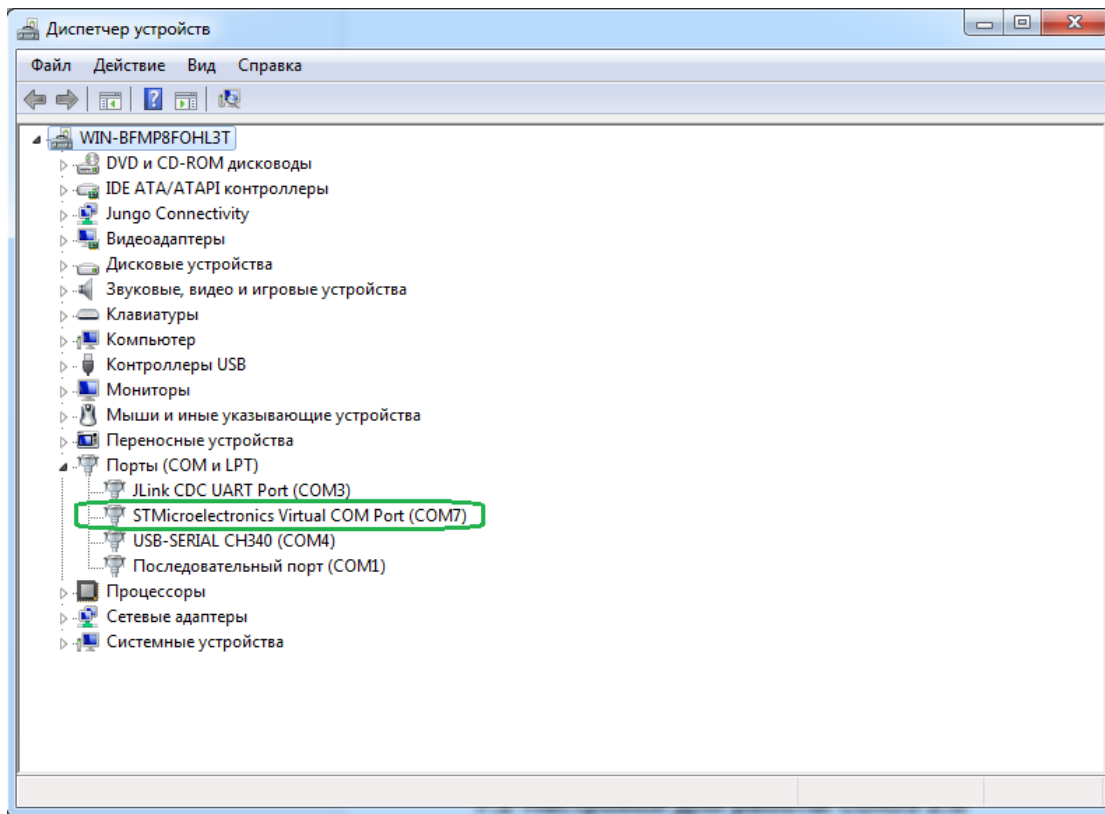 Диспетчер устройств
Файл Действие Вид Справка
WIN-BFMP8FOHL3T
DVD и CD-ROM дисководы
IDE ATA/ATAPI контроллеры
Jungo Connectivity
Видеоадаптеры
Дисковые устройства
Звуковые, видео и игровые устройства
Клавиатуры
Компьютер
Контроллеры USB
Мониторы
Мыши и иные указывающие устройства
Переносные устройства
Порты (COM и LPT)
JLink CDC UART Port (COM3)
STMicroelectronics Virtual COM Port (COM7)
USB-SERIAL CH340 (COM4)
Последовательный порт (COM1)
Процессоры
Сетевые адаптеры
Системные устройства